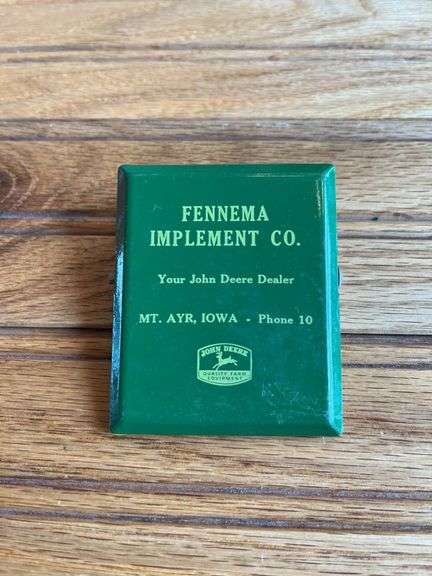 FENNEMA
IMPLEMENT CO.
Your John Deere Dealer
MT. AYR, IOWA - Phone 10
JOHN DEERE
QUALITY FARM
EQUIPMENT